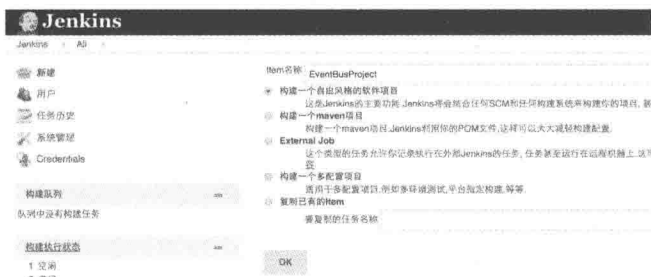 Jenkins
Jenkins
All
新建
用户
任务历史
系统管理
Credentials
构建队列
队列中没有构建任务
构建执行状态
1 空闲
Item名称 EventBusProject
构建一个自由风格的软件项目
这是Jenkins的主要功能.Jenkins将会结合任何SCM和任何构建系统来构建你的项目,
构建一个maven项目
构建一个maven项目.Jenkins利用你的POM文件,这样可以大大减轻构建配置.
External Job
这个类型的任务允许你记录执行在外部Jenkins的任务, 任务甚至运行在远程机器上.
构建一个多配置项目
适用于多配置项目,例如多环境测试,平台指定构建,等等.
复制已有的Item
要复制的任务名称
OK